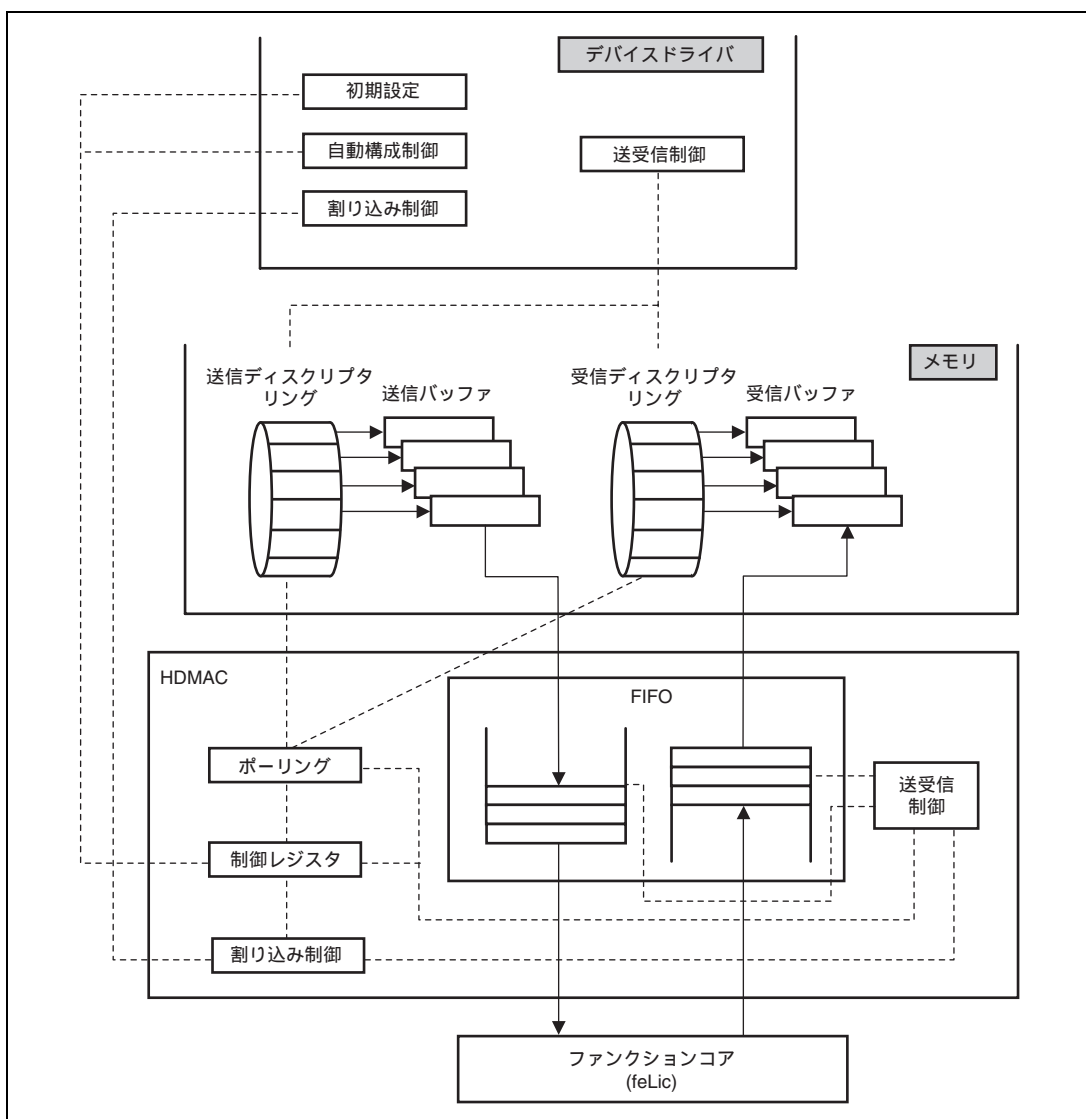 デバイスドライバ
初期設定
自動構成制御
送受信制御
割り込み制御
メモリ
送信ディスクリプタ
リング
送信バッファ
受信ディスクリプタ
リング
受信バッファ
HDMAC
FIFO
ポーリング
送受信
制御
制御レジスタ
割り込み制御
ファンクションコア
(feLic)